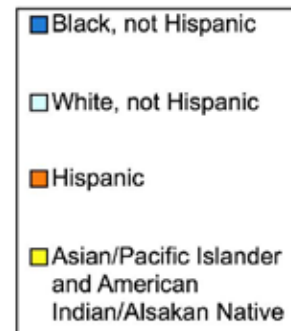 Black, not Hispanic
White, not Hispanic
Hispanic
Asian/Pacific Islander
and American
Indian/Alsakan Native